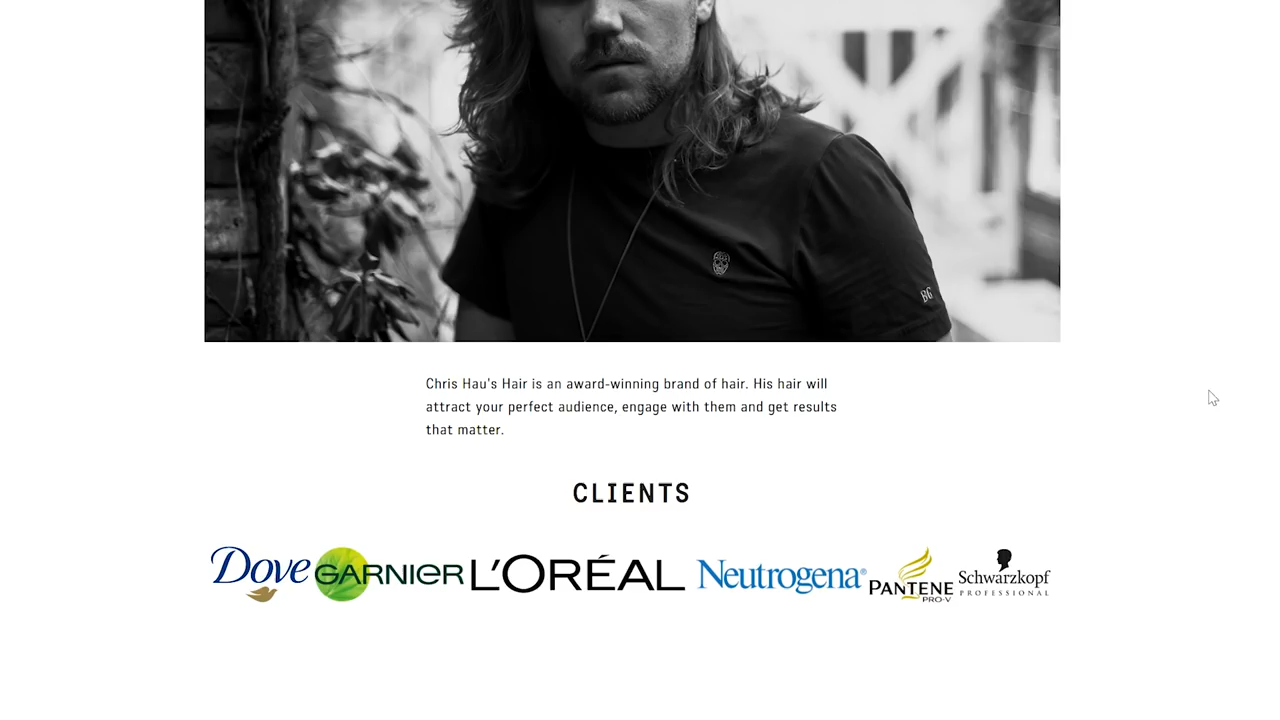 BG
Chris Hau's Hair is an award-winning brand of hair. His hair will
attract your perfect audience, engage with them and get results
that matter.
CLIENTS
Dove GARNIER L'ORÉAL Neutrogena® PANTENE PRO-V Schwarzkopf PROFESSIONAL